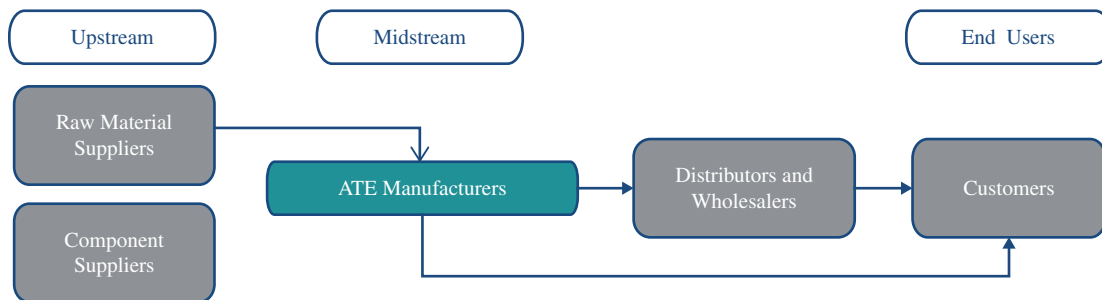 Upstream
Midstream
End Users
Raw Material
Suppliers
ATE Manufacturers
Distributors and
Wholesalers
Customers
Component
Suppliers